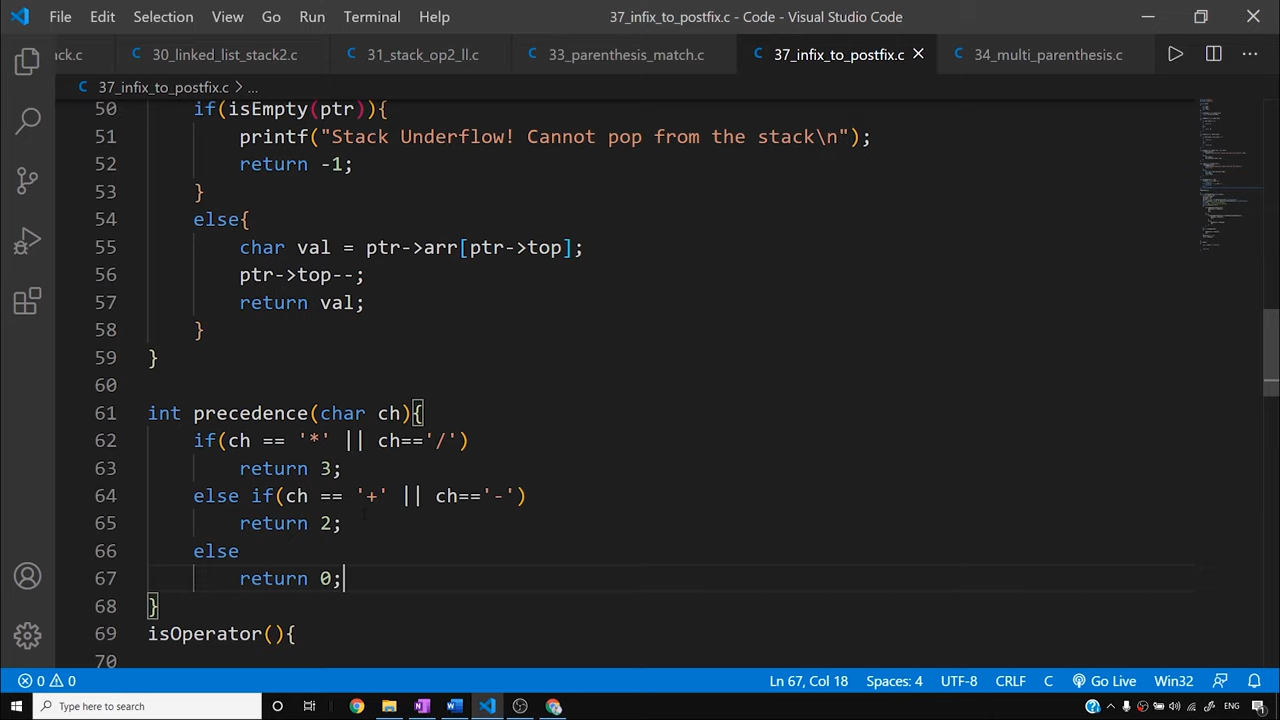 File Edit Selection View Go Run Terminal Help 37_infix_to_postfix.c - Code - Visual Studio Code
ack.c 30_linked_list_stack2.c 31_stack_op2_ll.c 33_parenthesis_match.c 37_infix_to_postfix.c 34_multi_parenthesis.c
37_infix_to_postfix.c > ...
50 if(isEmpty(ptr)){
51 printf("Stack Underflow! Cannot pop from the stack\n");
52 return -1;
53 }
54 else{
55 char val = ptr->arr[ptr->top];
56 ptr->top--;
57 return val;
58 }
59 }
60
61 int precedence(char ch){
62 if(ch == '*' || ch=='/')
63 return 3;
64 else if(ch == '+' || ch=='-')
65 return 2;
66 else
67 return 0;
68 }
69 isOperator(){
70
0 0 Ln 67, Col 18 Spaces: 4 UTF-8 CRLF C Go Live Win32
Type here to search ENG